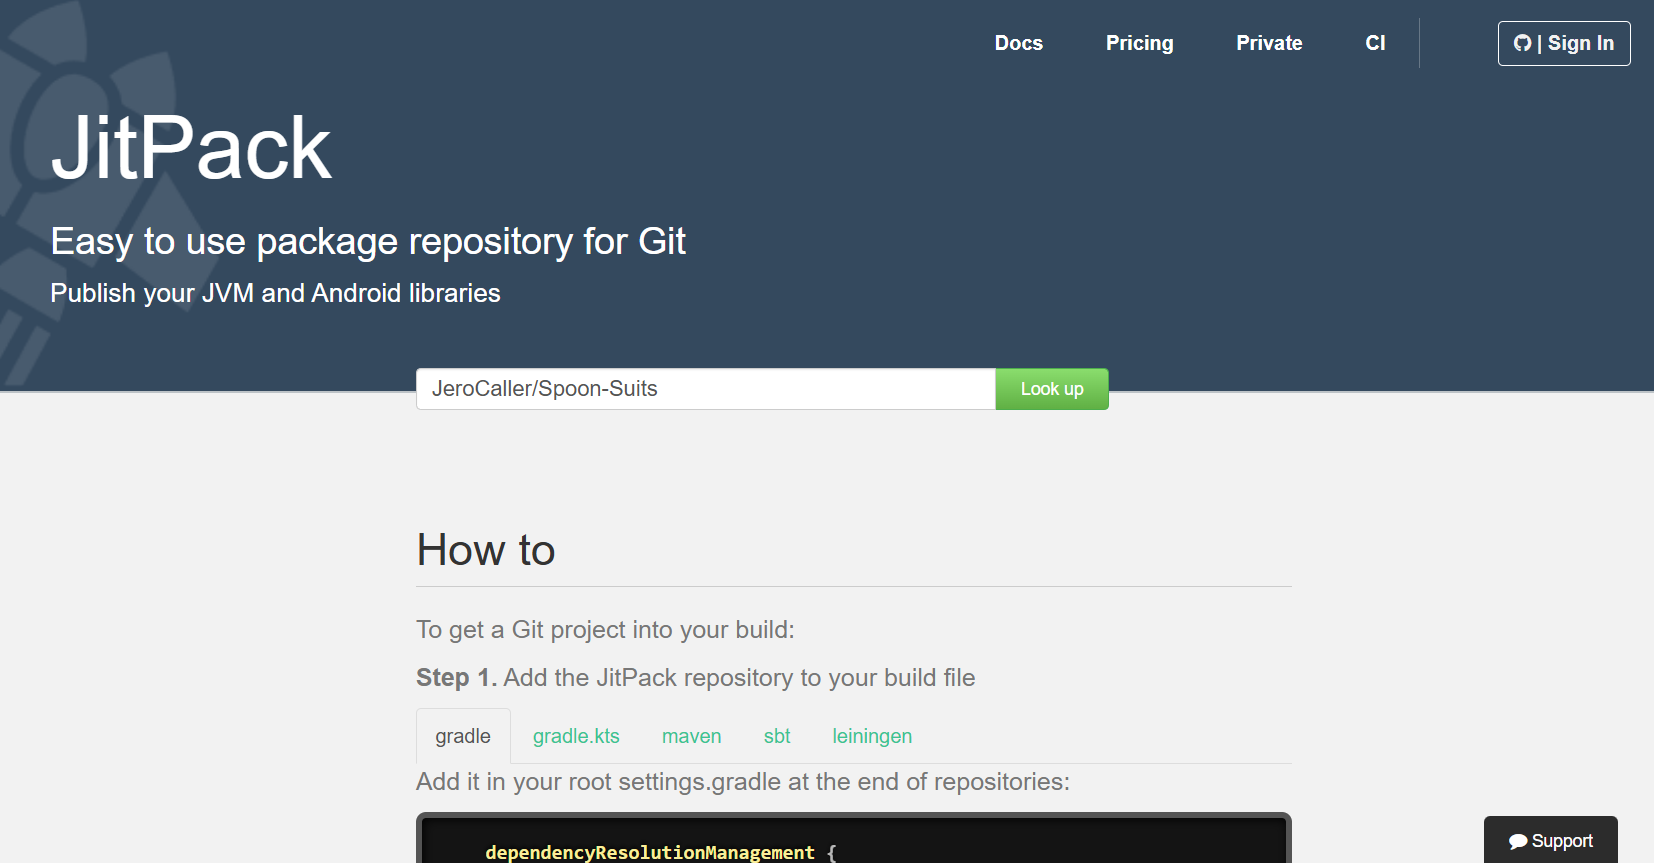 Docs Pricing Private CI | Sign In
JitPack
Easy to use package repository for Git
Publish your JVM and Android libraries
JeroCaller/Spoon-Suits Look up
How to
To get a Git project into your build:
Step 1. Add the JitPack repository to your build file
gradle gradle.kts maven sbt leiningen
Add it in your root settings.gradle at the end of repositories:
dependencyResolutionManagement {
Support